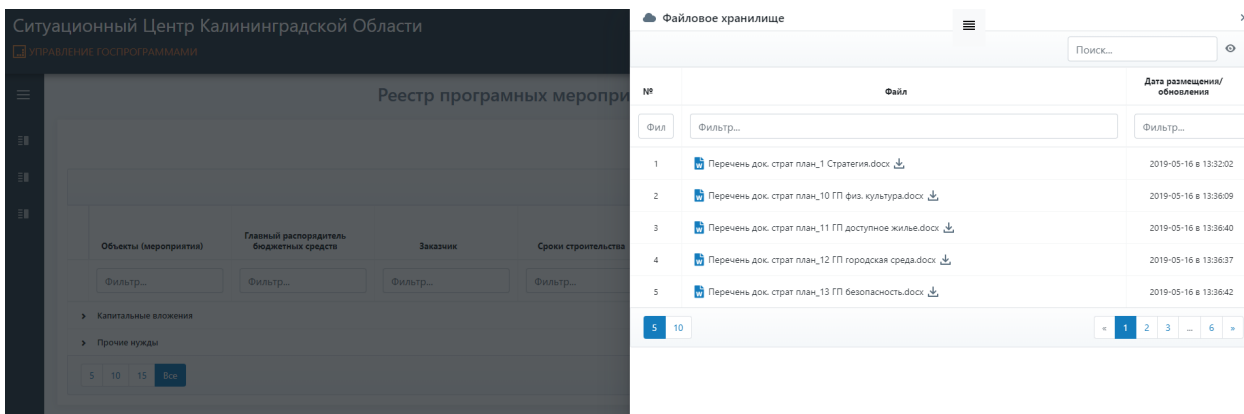 Ситуационный Центр Калининградской Области
УПРАВЛЕНИЕ ГОСПРОГРАММАМИ
Реестр програмных меропри
Объекты (мероприятия)
Главный распорядитель
бюджетных средств
Заказчик
Сроки строительства
Фильтр...
Фильтр...
Фильтр...
Фильтр...
Капитальные вложения
Прочие нужды
5 10 15 Все
Файловое хранилище
Поиск...
№
Файл
Дата размещения/
обновления
Фил
Фильтр...
Фильтр...
1 Перечень док. страт план_1 Стратегия.docx 2019-05-16 в 13:32:02
2 Перечень док. страт план_10 ГП физ. культура.docx 2019-05-16 в 13:36:09
3 Перечень док. страт план_11 ГП доступное жилье.docx 2019-05-16 в 13:36:40
4 Перечень док. страт план_12 ГП городская среда.docx 2019-05-16 в 13:36:37
5 Перечень док. страт план_13 ГП безопасность.docx 2019-05-16 в 13:36:42
5 10
« 1 2 3 ... 6 »